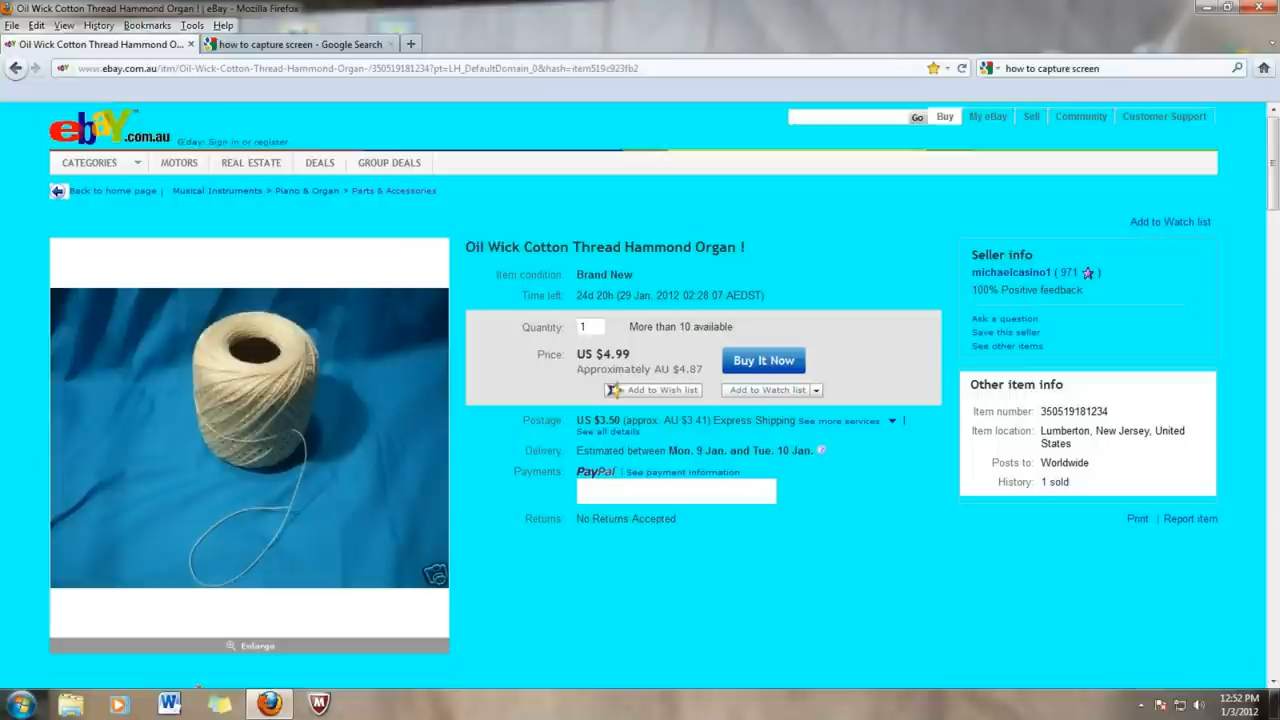 Oil Wick Cotton Thread Hammond Organ ! | eBay - Mozilla Firefox
File Edit View History Bookmarks Tools Help
Oil Wick Cotton Thread Hammond O... × how to capture screen - Google Search × +
www.ebay.com.au/itm/Oil-Wick-Cotton-Thread-Hammond-Organ-/350519181234?pt=LH_DefaultDomain_0&hash=item519c923fb2
how to capture screen
ebay.com.au
G'day! Sign in or register.
Go Buy My eBay Sell Community Customer Support
CATEGORIES MOTORS REAL ESTATE DEALS GROUP DEALS
Back to home page | Musical Instruments > Piano & Organ > Parts & Accessories
Add to Watch list
Oil Wick Cotton Thread Hammond Organ !
Item condition: Brand New
Time left: 24d 20h (29 Jan. 2012 02:28:07 AEDST)
Quantity: 1 More than 10 available
Price: US $4.99
Approximately AU $4.87
Buy It Now
Add to Wish list Add to Watch list
Postage: US $3.50 (approx. AU $3.41) Express Shipping See more services |
See all details
Delivery: Estimated between Mon. 9 Jan. and Tue. 10 Jan.
Payments: PayPal | See payment information
Returns: No Returns Accepted
Seller info
michaelcasino1 ( 971 )
100% Positive feedback
Ask a question
Save this seller
See other items
Other item info
Item number: 350519181234
Item location: Lumberton, New Jersey, United
States
Posts to: Worldwide
History: 1 sold
Print | Report item
Enlarge
12:52 PM
1/3/2012